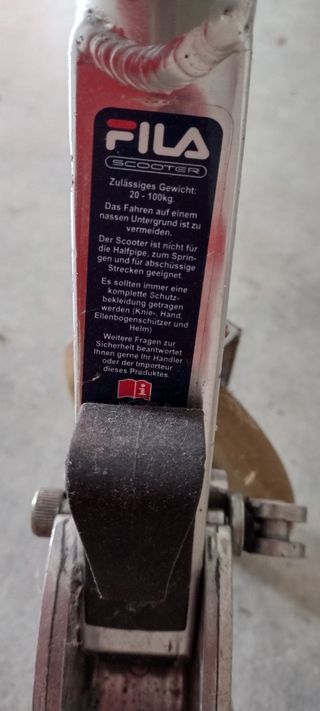 FILA
SCOOTER
Zulässiges Gewicht:
20 - 100kg.
Das Fahren auf einem
nassen Untergrund ist zu
vermeiden.
Der Scooter ist nicht für
die Halfpipe, zum Sprin-
gen und für abschüssige
Strecken geeignet.
Es sollten immer eine
komplette Schutz-
bekleidung getragen
werden (Knie-, Hand,
Ellenbogenschützer und
Helm)
Weitere Fragen zur
Sicherheit beantwortet
Ihnen gerne Ihr Händler
oder der Importeur
dieses Produktes.
i